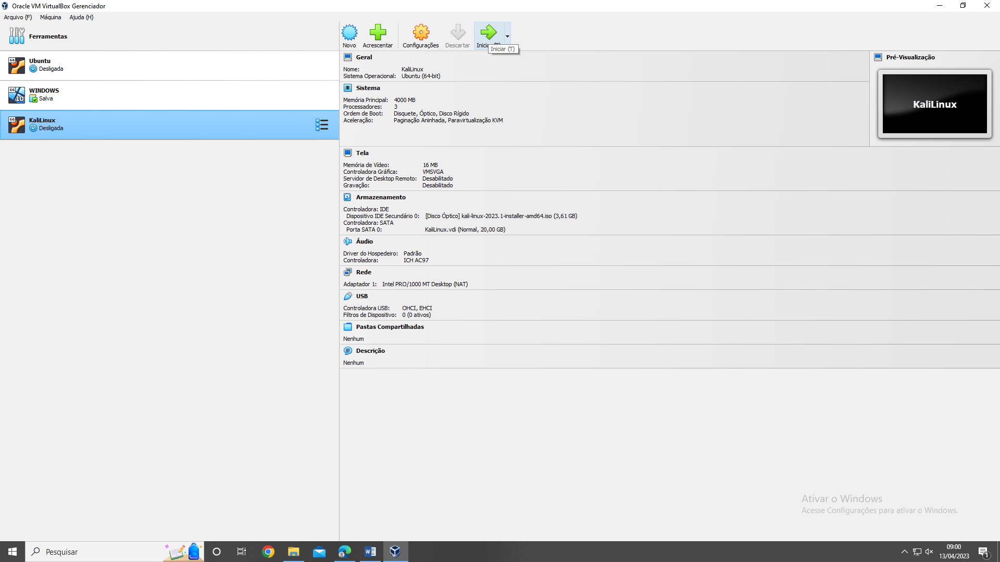 Oracle VM VirtualBox Gerenciador
Arquivo (F) Máquina Ajuda (H)
Ferramentas
Novo Acrescentar Configurações Descartar
Iniciar (T)
64
Ubuntu
Desligada
64
10
WINDOWS
Salva
64
KaliLinux
Desligada
Geral
Nome: KaliLinux
Sistema Operacional: Ubuntu (64-bit)
Sistema
Memória Principal: 4000 MB
Processadores: 3
Ordem de Boot: Disquete, Óptico, Disco Rígido
Aceleração: Paginação Aninhada, Paravirtualização KVM
Pré-Visualização
KaliLinux
Tela
Memória de Vídeo: 16 MB
Controladora Gráfica: VMSVGA
Servidor de Desktop Remoto: Desabilitado
Gravação: Desabilitado
Armazenamento
Controladora: IDE
Dispositivo IDE Secundário 0: [Disco Óptico] kali-linux-2023.1-installer-amd64.iso (3,61 GB)
Controladora: SATA
Porta SATA 0: KaliLinux.vdi (Normal, 20,00 GB)
Áudio
Driver do Hospedeiro: Padrão
Controladora: ICH AC97
Rede
Adaptador 1: Intel PRO/1000 MT Desktop (NAT)
USB
Controladora USB: OHCI, EHCI
Filtros de Dispositivo: 0 (0 ativos)
Pastas Compartilhadas
Nenhum
Descrição
Nenhum
Ativar o Windows
Acesse Configurações para ativar o Windows.
Pesquisar
09:00
13/04/2023
1